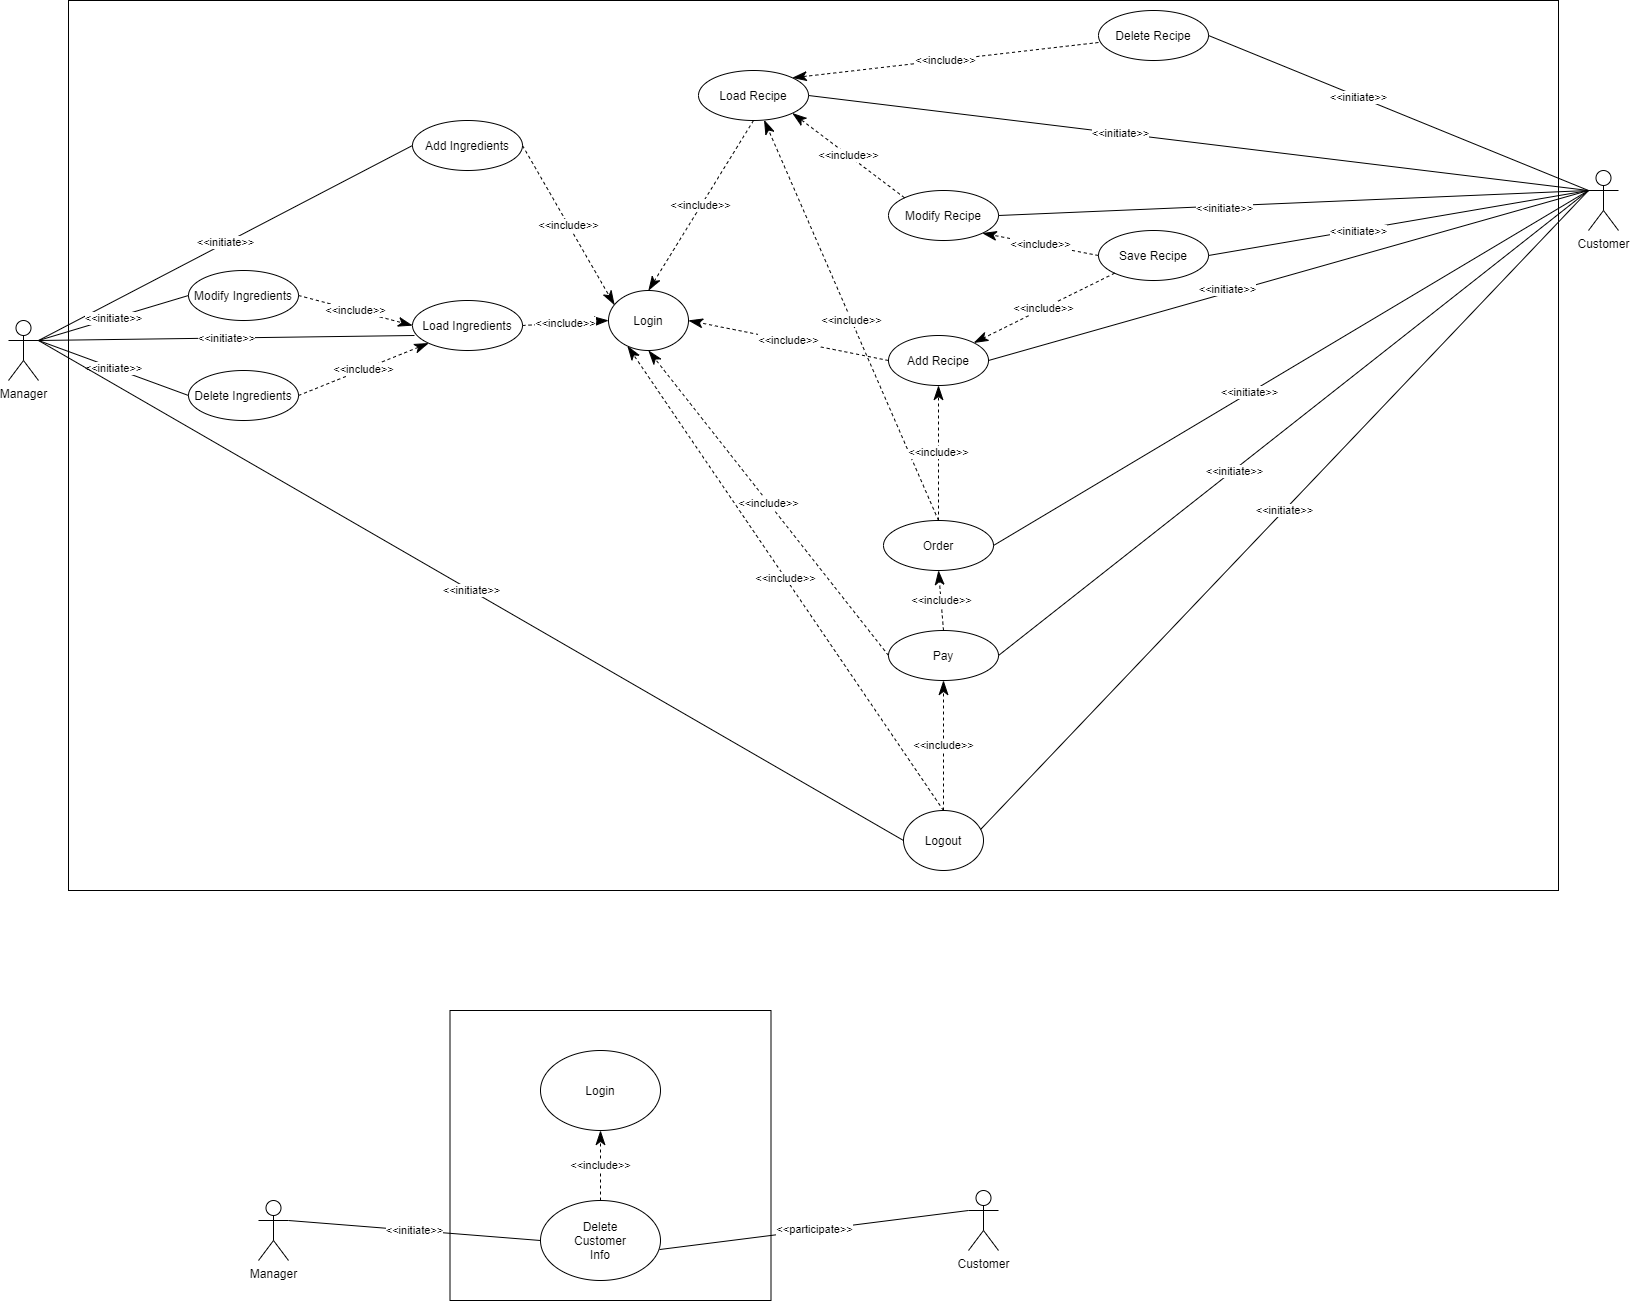 Delete Recipe
<<include>>
Load Recipe
<<initiate>>
<<initiate>>
Add Ingredients
<<include>>
<<include>>
Modify Recipe
<<initiate>>
<<include>>
<<initiate>>
<<include>>
<<initiate>>
Customer
Save Recipe
<<initiate>>
<<include>>
Modify Ingredients
<<initiate>>
<<include>>
<<include>>
<<initiate>>
Load Ingredients
<<include>>
Login
<<include>>
<<initiate>>
<<include>>
Add Recipe
<<initiate>>
<<include>>
Manager
Delete Ingredients
<<initiate>>
<<include>>
<<initiate>>
<<include>>
<<initiate>>
Order
<<include>>
<<initiate>>
<<include>>
Pay
<<include>>
Logout
Login
<<include>>
Delete
Customer
Info
<<initiate>>
<<participate>>
Manager
Customer